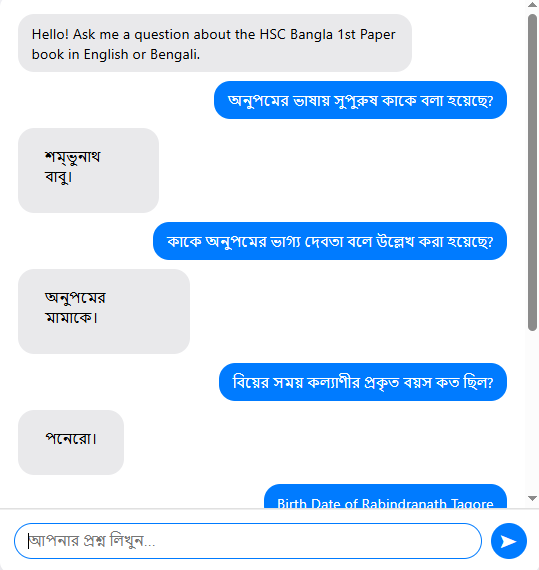 Hello! Ask me a question about the HSC Bangla 1st Paper
book in English or Bengali.
অনুপমের ভাষায় সুপুরুষ কাকে বলা হয়েছে?
শম্ভুনাথ
বাবু।
কাকে অনুপমের ভাগ্য দেবতা বলে উল্লেখ করা হয়েছে?
অনুপমের
মামাকে।
বিয়ের সময় কল্যাণীর প্রকৃত বয়স কত ছিল?
পনেরো।
Birth Date of Rabindranath Tagore
আপনার প্রশ্ন লিখুন...